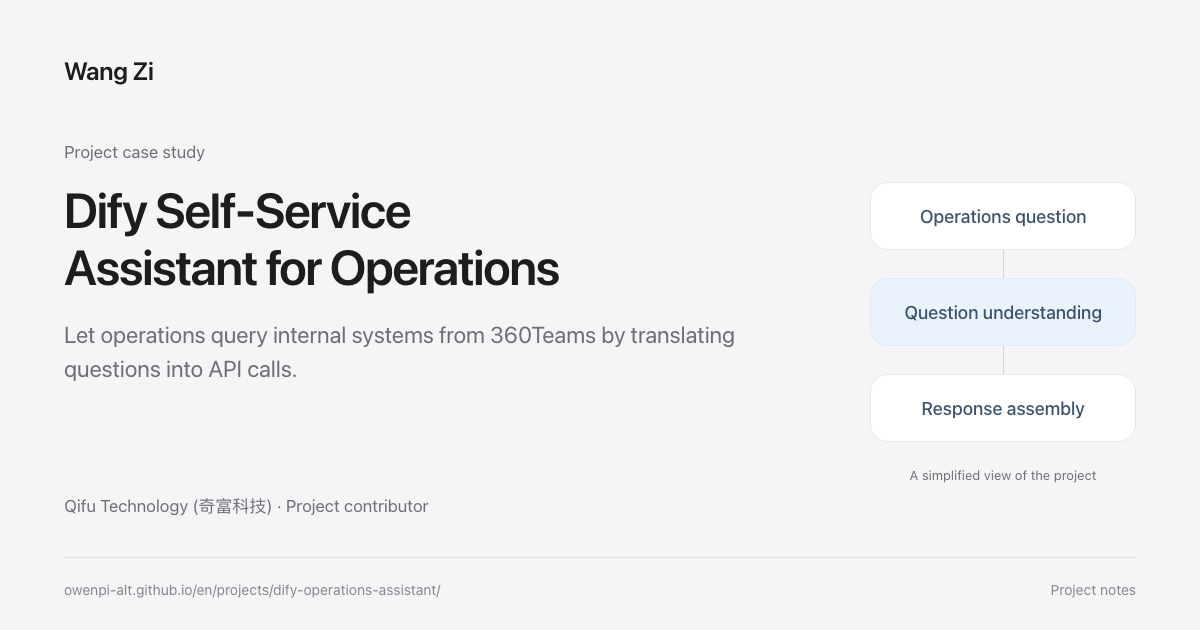 Wang Zi
Project case study
Dify Self-Service
Assistant for Operations
Let operations query internal systems from 360Teams by translating
questions into API calls.
Operations question
Question understanding
Response assembly
A simplified view of the project
Qifu Technology (奇富科技) · Project contributor
owenpi-alt.github.io/en/projects/dify-operations-assistant/
Project notes